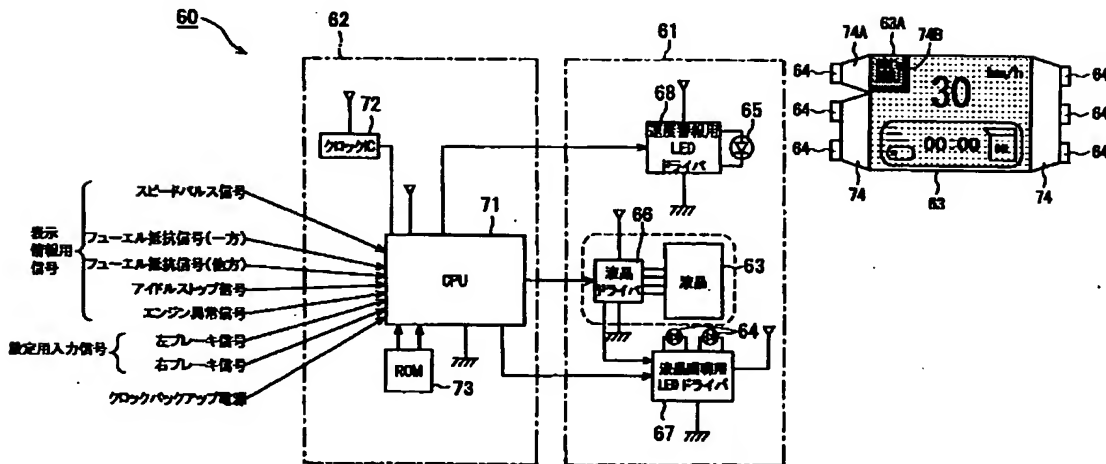 60
62
61
72
クロックIC
スピードパルス信号
表示
情報用
信号
フューエル抵抗信号(一方)
フューエル抵抗信号(他方)
アイドルストップ信号
エンジン異常信号
設定用入力信号
左ブレーキ信号
右ブレーキ信号
クロックバックアップ電源
71
CPU
ROM
73
68
速度警報用
LED
ドライバ
65
66
液晶
ドライバ
液晶
63
64
液晶照明用
LEDドライバ
67
74A
63A
74B
64
64
64
64
64
64
30
km/h
00:00
74
63
74